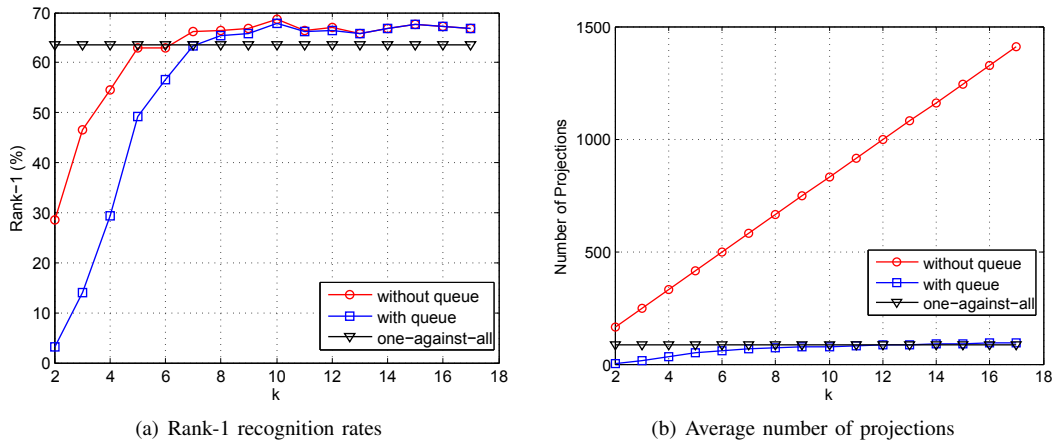 70
60
50
40
30
20
10
0
Rank−1 (%)
2 4 6 8 10 12 14 16 18
k
without queue
with queue
one−against−all
(a) Rank-1 recognition rates
1500
1000
500
0
Number of Projections
2 4 6 8 10 12 14 16 18
k
without queue
with queue
one−against−all
(b) Average number of projections